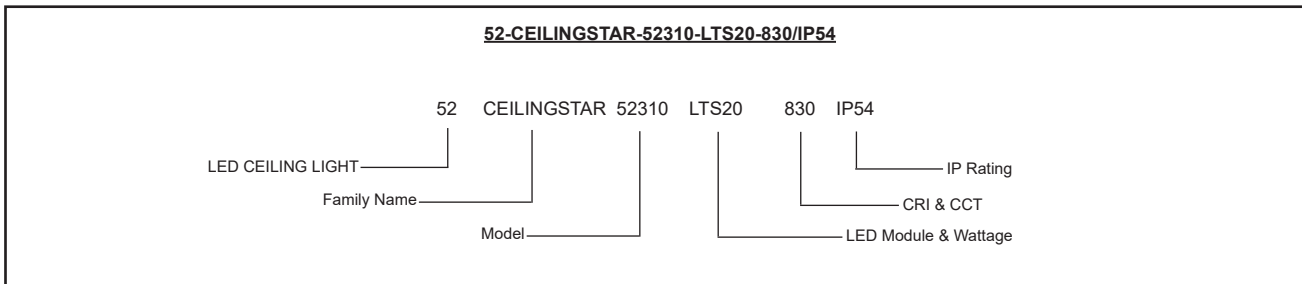 52-CEILINGSTAR-52310-LTS20-830/IP54
52 CEILINGSTAR 52310 LTS20 830 IP54
LED CEILING LIGHT
IP Rating
Family Name
CRI & CCT
Model
LED Module & Wattage